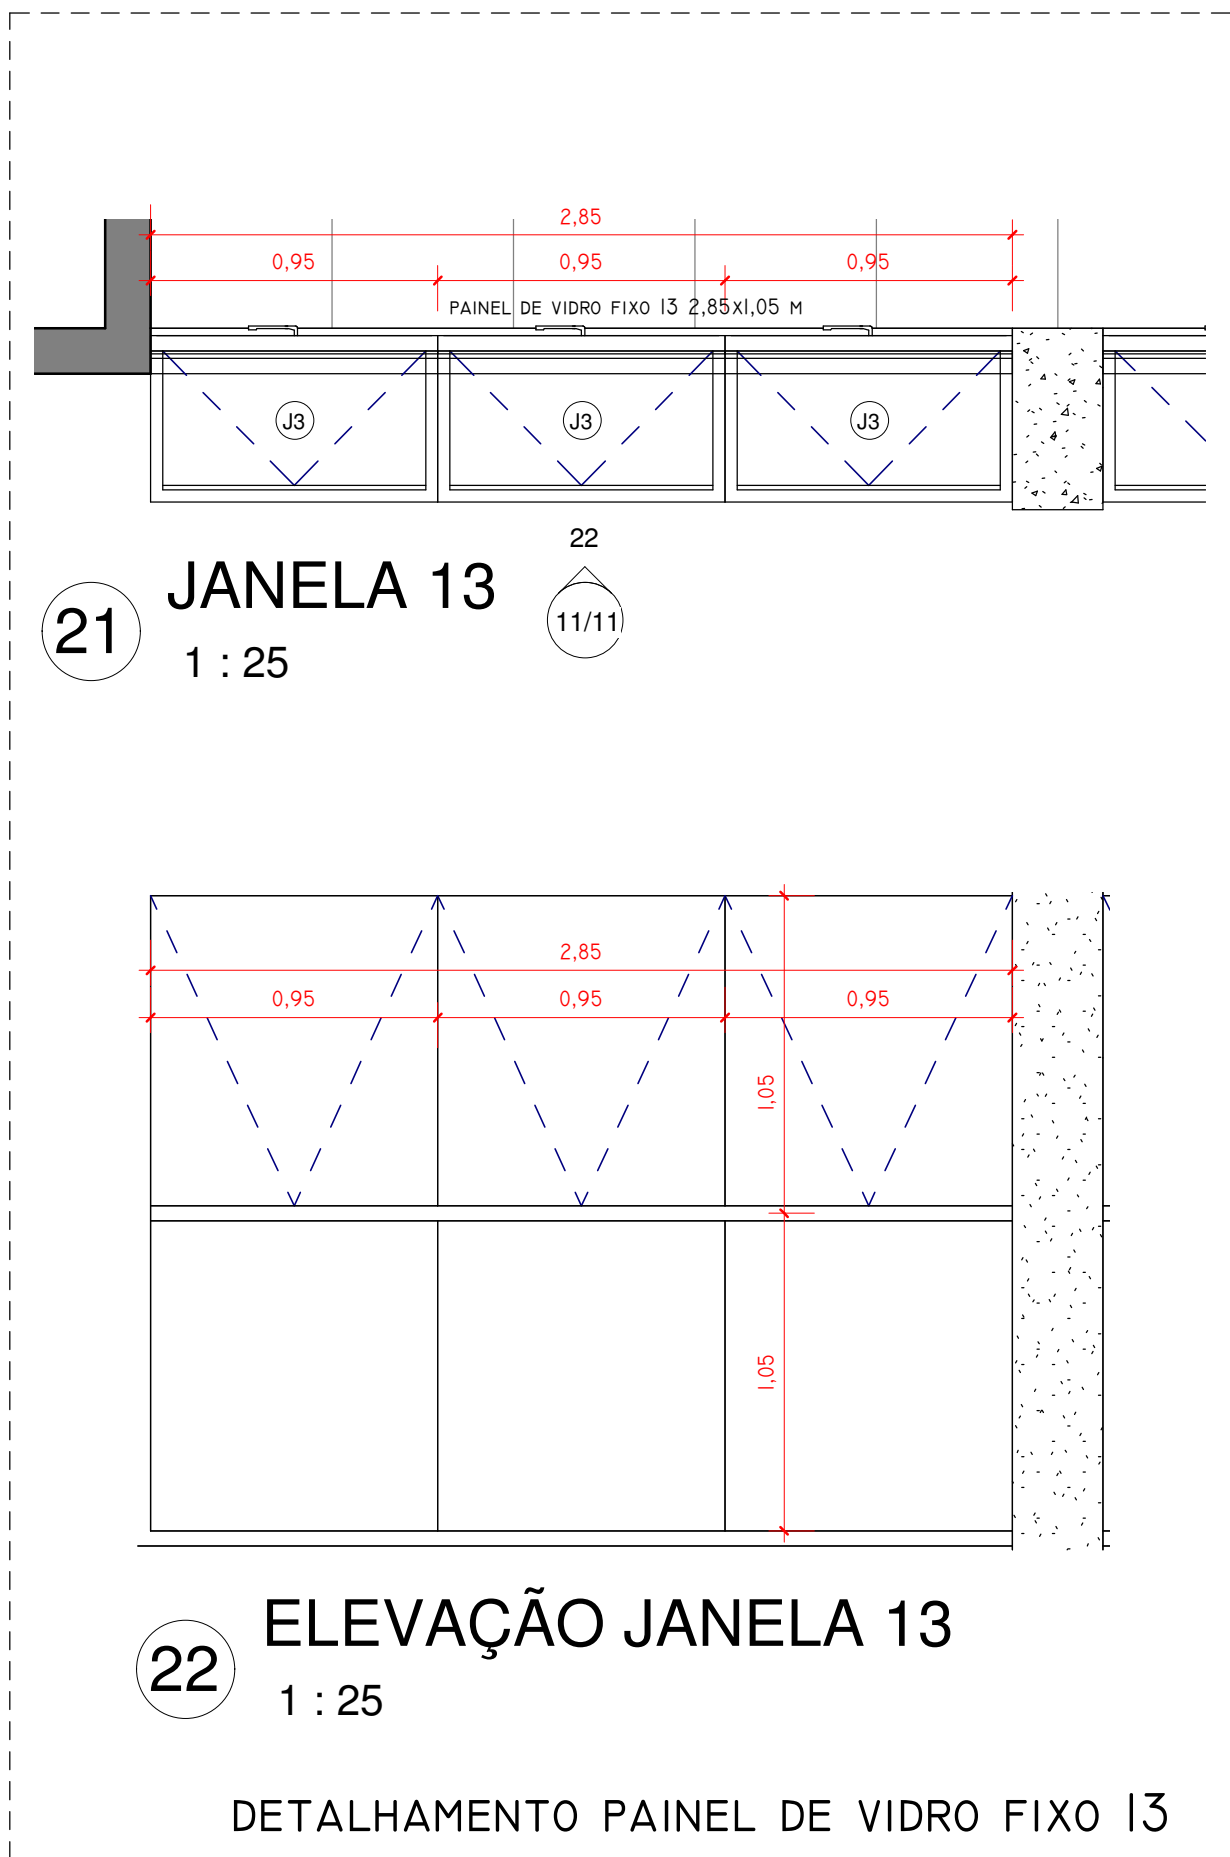 2,85
0,95 0,95 0,95
PAINEL DE VIDRO FIXO 13 2,85x1,05 M
J3 J3 J3
22
11/11
21 JANELA 13
1 : 25
2,85
0,95 0,95 0,95
1,05
1,05
22 ELEVAÇÃO JANELA 13
1 : 25
DETALHAMENTO PAINEL DE VIDRO FIXO 13